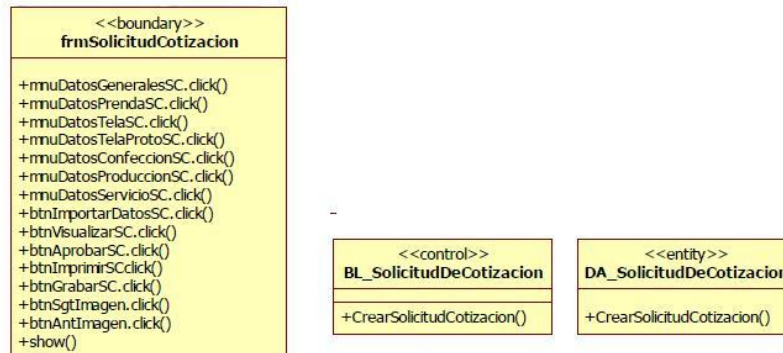 <<boundary>>
frmSolicitudCotizacion
+mnuDatosGeneralesSC.click()
+mnuDatosPrendaSC.click()
+mnuDatosTelaSC.click()
+mnuDatosTelaProtoSC.click()
+mnuDatosConfeccionSC.click()
+mnuDatosProduccionSC.click()
+mnuDatosServicioSC.click()
+btnImportarDatosSC.click()
+btnVisualizarSC.click()
+btnAprobarSC.click()
+btnImprimirSCclick()
+btnGrabarSC.click()
+btnSgtImagen.click()
+btnAntImagen.click()
+show()
<<control>>
BL_SolicitudDeCotizacion
+CrearSolicitudCotizacion()
<<entity>>
DA_SolicitudDeCotizacion
+CrearSolicitudCotizacion()